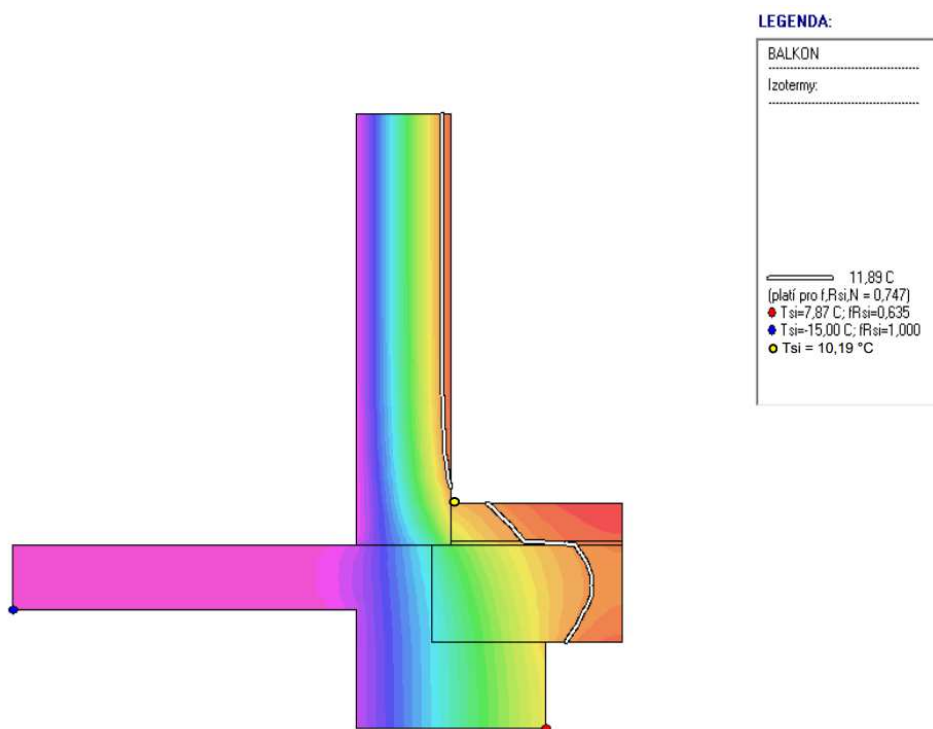 LEGENDA:
BALKON
Izotermy:
11,89 C
(platí pro f,Rsi,N = 0,747)
Tsi=7,87 C; fRsi=0,635
Tsi=-15,00 C; fRsi=1,000
Tsi = 10,19 °C